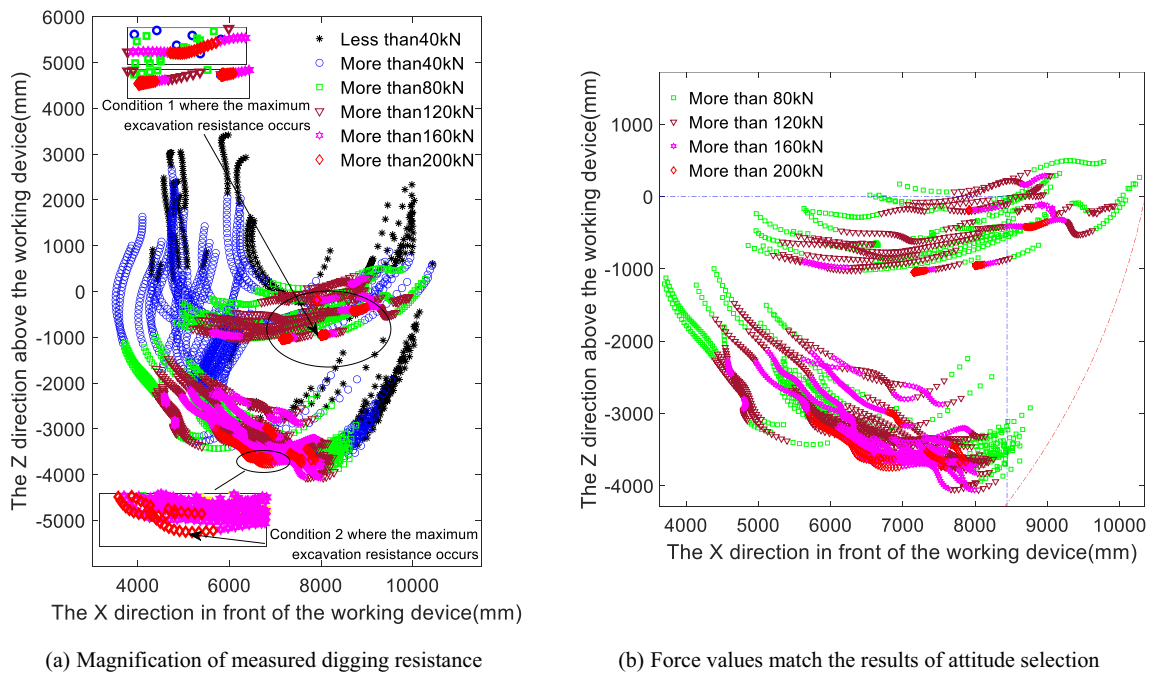 6000
5000
4000
3000
2000
1000
0
-1000
-2000
-3000
-4000
-5000
The Z direction above the working device(mm)
4000 6000 8000 10000
The X direction in front of the working device(mm)
Less than40kN
More than40kN
More than80kN
More than120kN
More than160kN
More than200kN
Condition 1 where the maximum
excavation resistance occurs
Condition 2 where the maximum
excavation resistance occurs
(a) Magnification of measured digging resistance
1000
0
-1000
-2000
-3000
-4000
The Z direction above the working device(mm)
4000 5000 6000 7000 8000 9000 10000
The X direction in front of the working device(mm)
More than 80kN
More than 120kN
More than 160kN
More than 200kN
(b) Force values match the results of attitude selection